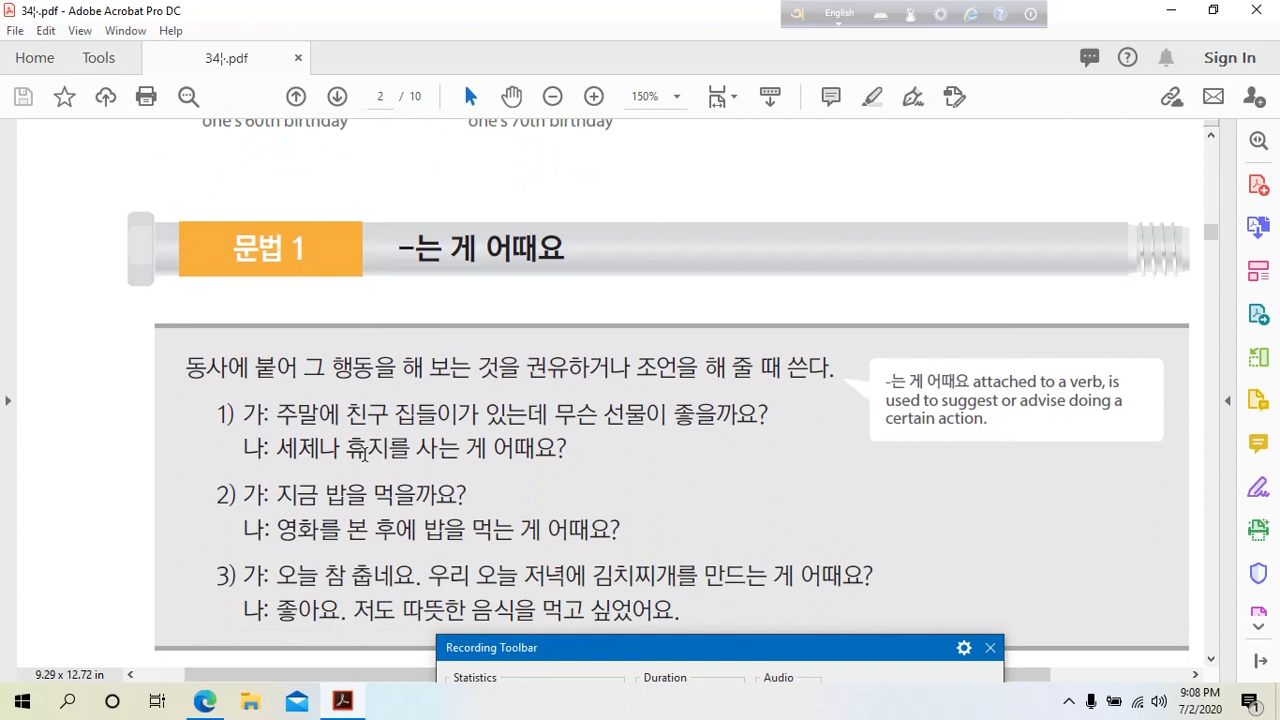 34¦·.pdf - Adobe Acrobat Pro DC
English
File Edit View Window Help
Home Tools 34¦·.pdf × Sign In
2 / 10 150%
one's 60th birthday one's 70th birthday
문법 1 -는 게 어때요
동사에 붙어 그 행동을 해 보는 것을 권유하거나 조언을 해 줄 때 쓴다.
-는 게 어때요 attached to a verb, is
used to suggest or advise doing a
certain action.
1) 가: 주말에 친구 집들이가 있는데 무슨 선물이 좋을까요?
나: 세제나 휴지를 사는 게 어때요?
2) 가: 지금 밥을 먹을까요?
나: 영화를 본 후에 밥을 먹는 게 어때요?
3) 가: 오늘 참 춥네요. 우리 오늘 저녁에 김치찌개를 만드는 게 어때요?
나: 좋아요. 저도 따뜻한 음식을 먹고 싶었어요.
Recording Toolbar
Statistics Duration Audio
9.29 x 12.72 in
9:08 PM
7/2/2020